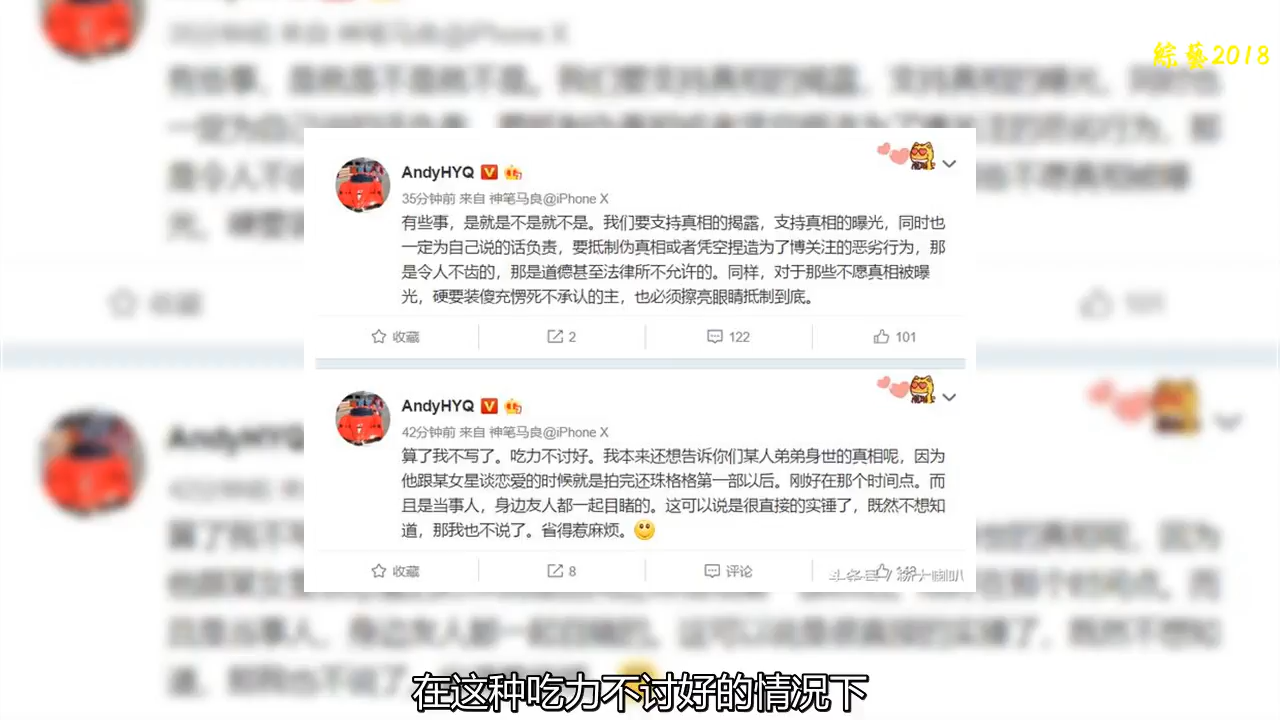 綜藝2018
AndyHYQ
35分钟前 来自 神笔马良@iPhone X
有些事，是就是不是就不是。我们要支持真相的揭露，支持真相的曝光，同时也
一定为自己说的话负责，要抵制伪真相或者凭空捏造为了博关注的恶劣行为，那
是令人不齿的，那是道德甚至法律所不允许的。同样，对于那些不愿真相被曝
光，硬要装傻充愣死不承认的主，也必须擦亮眼睛抵制到底。
收藏 2 122 101
AndyHYQ
42分钟前 来自 神笔马良@iPhone X
算了我不写了。吃力不讨好。我本来还想告诉你们某人弟弟身世的真相呢，因为
他跟某女星谈恋爱的时候就是拍完还珠格格第一部以后。刚好在那个时间点。而
且是当事人，身边友人都一起目睹的。这可以说是很直接的实锤了，既然不想知
道，那我也不说了。省得惹麻烦。
收藏 8 评论
在这种吃力不讨好的情况下